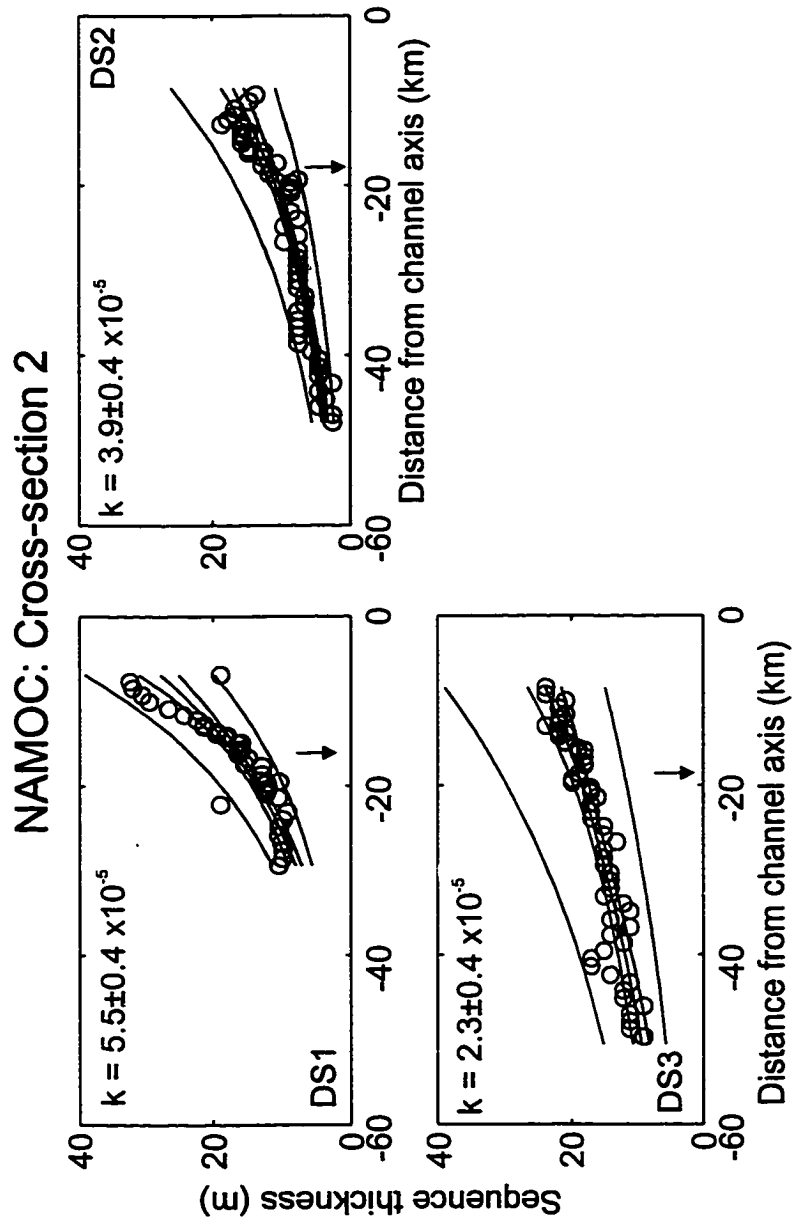 NAMOC: Cross-section 2
k = 5.5±0.4 x10-5
DS1
40
20
0
-60
-40
-20
0
k = 3.9±0.4 x10-5
DS2
40
20
0
-60
-40
-20
0
Distance from channel axis (km)
k = 2.3±0.4 x10-5
DS3
40
20
0
-60
-40
-20
0
Distance from channel axis (km)
Sequence thickness (m)